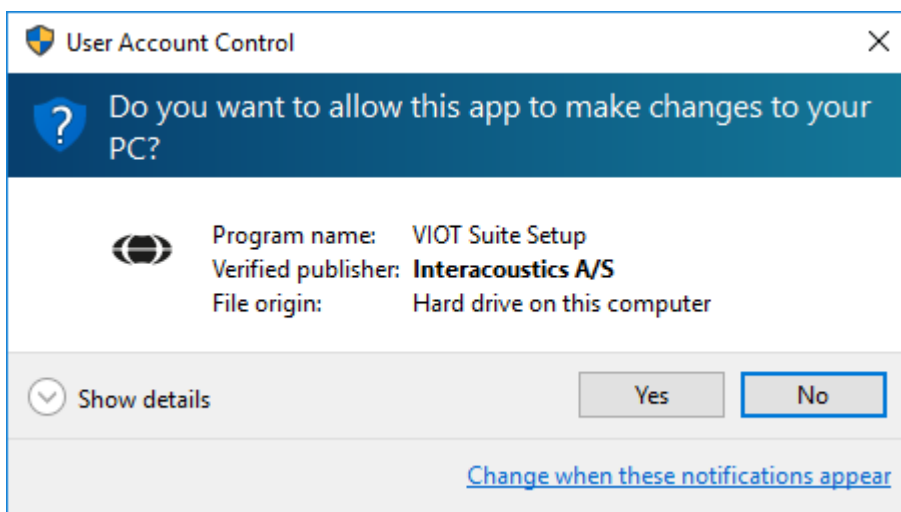 User Account Control
Do you want to allow this app to make changes to your
PC?
Program name: VIOT Suite Setup
Verified publisher: Interacoustics A/S
File origin: Hard drive on this computer
Show details
Yes
No
Change when these notifications appear